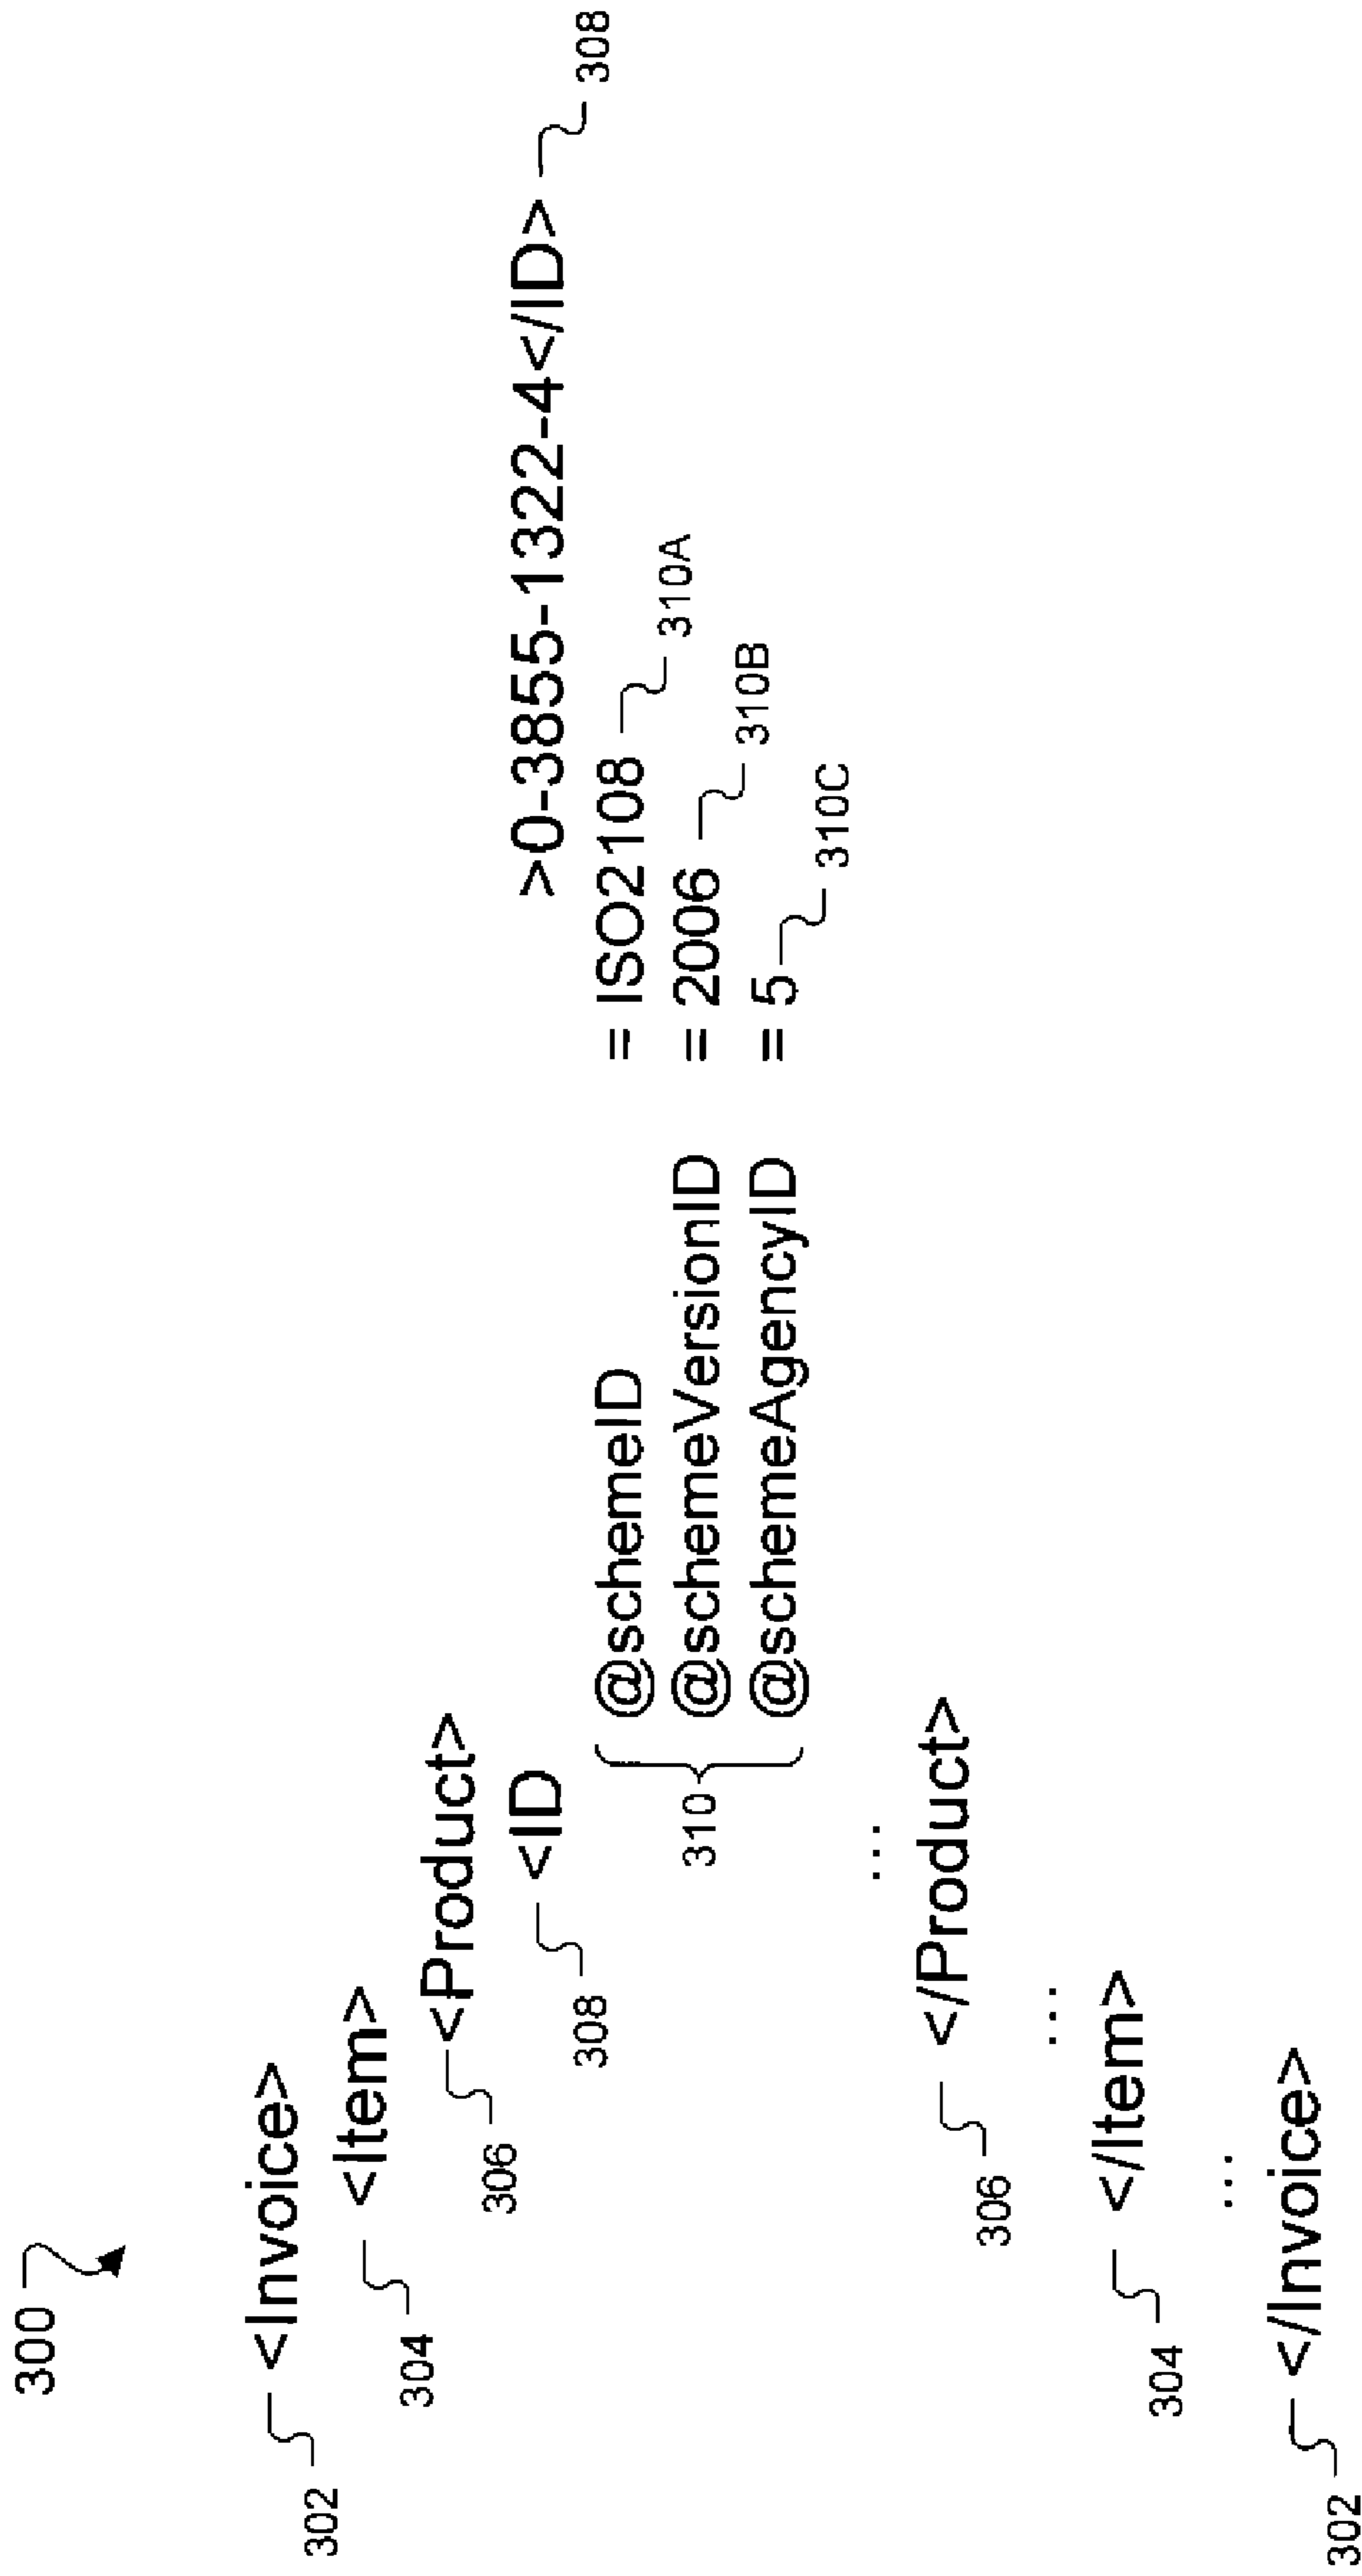 300
302 <Invoice>
304 <Item>
306 <Product>
308 <ID >0-3855-1322-4</ID> 308
310 @schemeID = ISO2108 310A
@schemeVersionID = 2006 310B
@schemeAgencyID = 5 310C
...
306 </Product>
...
304 </Item>
...
302 </Invoice>